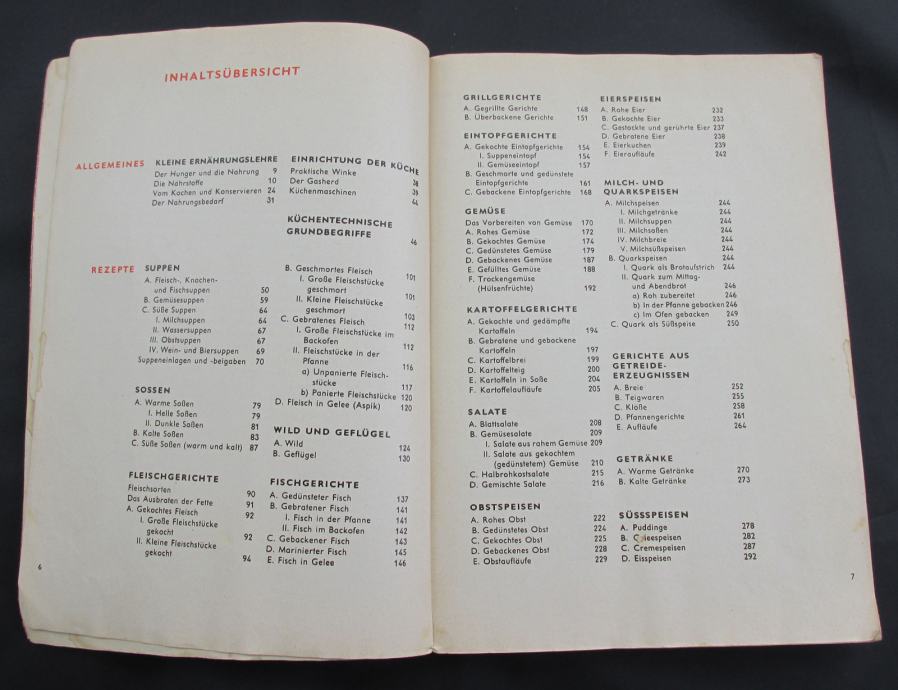 INHALTSÜBERSICHT
ALLGEMEINES
KLEINE ERNÄHRUNGSLEHRE
Der Hunger und die Nahrung 9
Die Nährstoffe 10
Vom Kochen und Konservieren 24
Der Nahrungsbedarf 31
EINRICHTUNG DER KÜCHE
Praktische Winke 38
Der Gasherd 39
Küchenmaschinen 44
KÜCHENTECHNISCHE
GRUNDBEGRIFFE 46
REZEPTE
SUPPEN
A. Fleisch-, Knochen-
und Fischsuppen 50
B. Gemüsesuppen 59
C. Süße Suppen 64
I. Milchsuppen 64
II. Wassersuppen 67
III. Obstsuppen 67
IV. Wein- und Biersuppen 69
Suppeneinlagen und -beigaben 70
SOSSEN
A. Warme Soßen 79
I. Helle Soßen 79
II. Dunkle Soßen 81
B. Kalte Soßen 83
C. Süße Soßen (warm und kalt) 87
FLEISCHGERICHTE
Fleischsorten 90
Das Ausbraten der Fette 91
A. Gekochtes Fleisch 92
I. Große Fleischstücke
gekocht 92
II. Kleine Fleischstücke
gekocht 94
B. Geschmortes Fleisch 101
I. Große Fleischstücke
geschmort 101
II. Kleine Fleischstücke
geschmort 103
C. Gebratenes Fleisch 112
I. Große Fleischstücke im
Backofen 112
II. Fleischstücke in der
Pfanne 116
a) Unpanierte Fleisch-
stücke 117
b) Panierte Fleischstücke 120
D. Fleisch in Gelee (Aspik) 120
WILD UND GEFLÜGEL
A. Wild 124
B. Geflügel 130
FISCHGERICHTE
A. Gedünsteter Fisch 137
B. Gebratener Fisch 141
I. Fisch in der Pfanne 141
II. Fisch im Backofen 142
C. Gebackener Fisch 143
D. Marinierter Fisch 145
E. Fisch in Gelee 146
6
GRILLGERICHTE
A. Gegrillte Gerichte 148
B. Überbackene Gerichte 151
EINTOPFGERICHTE
A. Gekochte Eintopfgerichte 154
I. Suppeneintopf 154
II. Gemüseeintopf 157
B. Geschmorte und gedünstete
Eintopfgerichte 161
C. Gebackene Eintopfgerichte 168
GEMÜSE
Das Vorbereiten von Gemüse 170
A. Rohes Gemüse 172
B. Gekochtes Gemüse 174
C. Gedünstetes Gemüse 179
D. Gebackenes Gemüse 187
E. Gefülltes Gemüse 188
F. Trockengemüse
(Hülsenfrüchte) 192
KARTOFFELGERICHTE
A. Gekochte und gedämpfte
Kartoffeln 194
B. Gebratene und gebackene
Kartoffeln 197
C. Kartoffelbrei 199
D. Kartoffelteig 200
E. Kartoffeln in Soße 204
F. Kartoffelaufläufe 205
SALATE
A. Blattsalate 208
B. Gemüsesalate 209
I. Salate aus rohem Gemüse 209
II. Salate aus gekochtem
(gedünstetem) Gemüse 210
C. Halbrohkostsalate 215
D. Gemischte Salate 216
OBSTSPEISEN
A. Rohes Obst 222
B. Gedünstetes Obst 224
C. Gekochtes Obst 225
D. Gebackenes Obst 228
E. Obstaufläufe 229
EIERSPEISEN
A. Rohe Eier 232
B. Gekochte Eier 233
C. Gestockte und gerührte Eier 237
D. Gebratene Eier 238
E. Eierkuchen 239
F. Eieraufläufe 242
MILCH- UND
QUARKSPEISEN
A. Milchspeisen 244
I. Milchgetränke 244
II. Milchsuppen 244
III. Milchsoßen 244
IV. Milchbreie 244
V. Milchsüßspeisen 244
B. Quarkspeisen 244
I. Quark als Brotaufstrich 244
II. Quark zum Mittag-
und Abendbrot 246
a) Roh zubereitet 246
b) In der Pfanne gebacken 246
c) Im Ofen gebacken 249
C. Quark als Süßspeise 250
GERICHTE AUS
GETREIDE-
ERZEUGNISSEN
A. Breie 252
B. Teigwaren 255
C. Klöße 258
D. Pfannengerichte 261
E. Aufläufe 264
GETRÄNKE
A. Warme Getränke 270
B. Kalte Getränke 273
SÜSSSPEISEN
A. Puddinge 278
B. Geleespeisen 282
C. Cremespeisen 287
D. Eisspeisen 292
7